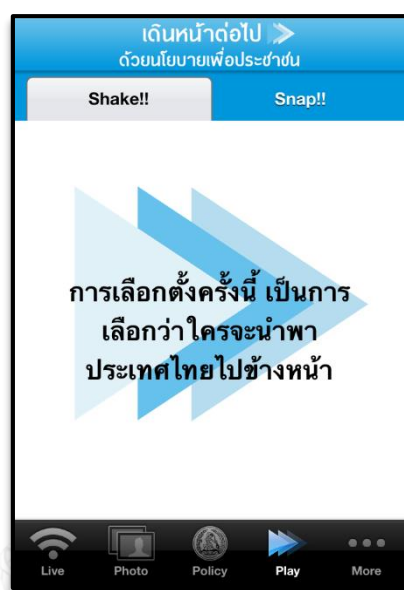 เดินหน้าต่อไป
ด้วยนโยบายเพื่อประชาชน
Shake!!
Snap!!
การเลือกตั้งครั้งนี้ เป็นการ
เลือกว่าใครจะนำพา
ประเทศไทยไปข้างหน้า
Live
Photo
Policy
Play
More